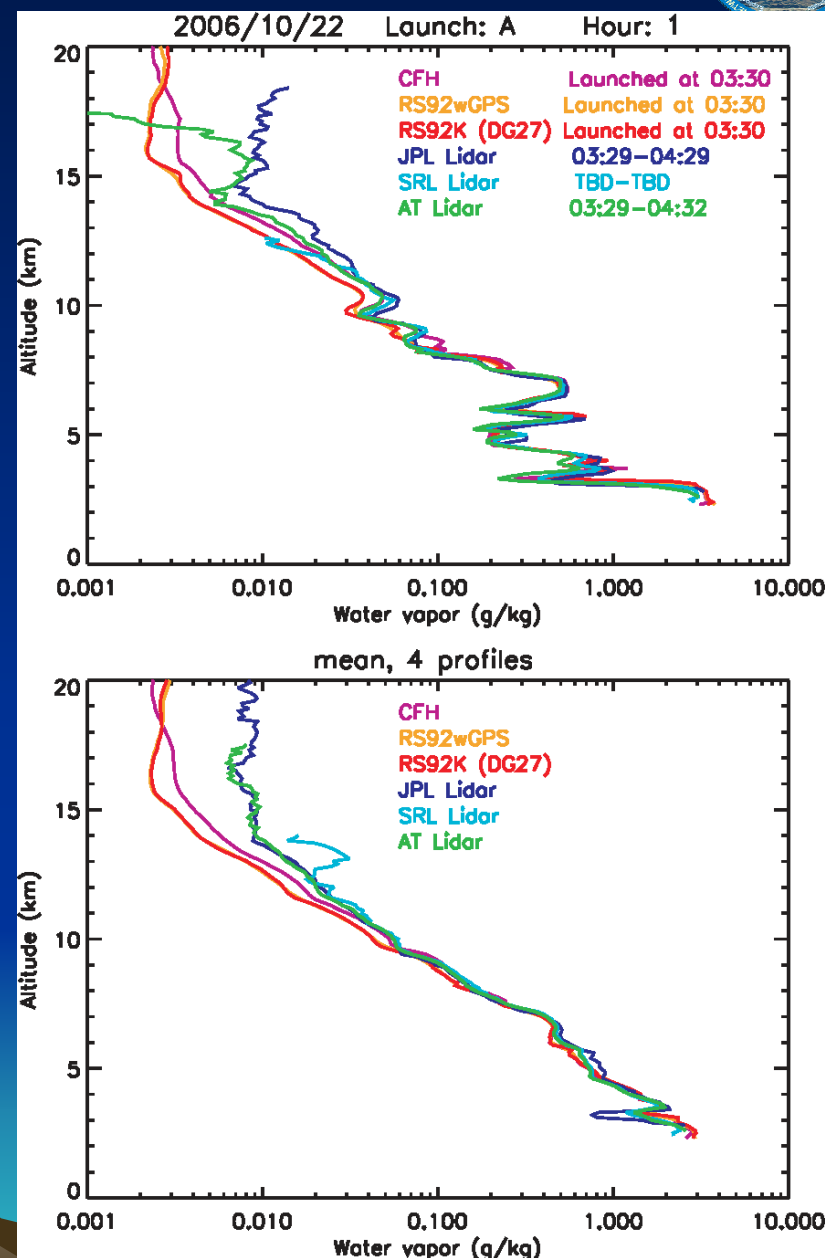 2006/10/22 Launch: A Hour: 1
20
15
10
5
0
Altitude (km)
CFH Launched at 03:30
RS92wGPS Launched at 03:30
RS92K (DG27) Launched at 03:30
JPL Lidar 03:29-04:29
SRL Lidar TBD-TBD
AT Lidar 03:29-04:32
0.001 0.010 0.100 1.000 10.000
Water vapor (g/kg)
mean, 4 profiles
20
15
10
5
0
Altitude (km)
CFH
RS92wGPS
RS92K (DG27)
JPL Lidar
SRL Lidar
AT Lidar
0.001 0.010 0.100 1.000 10.000
Water vapor (g/kg)